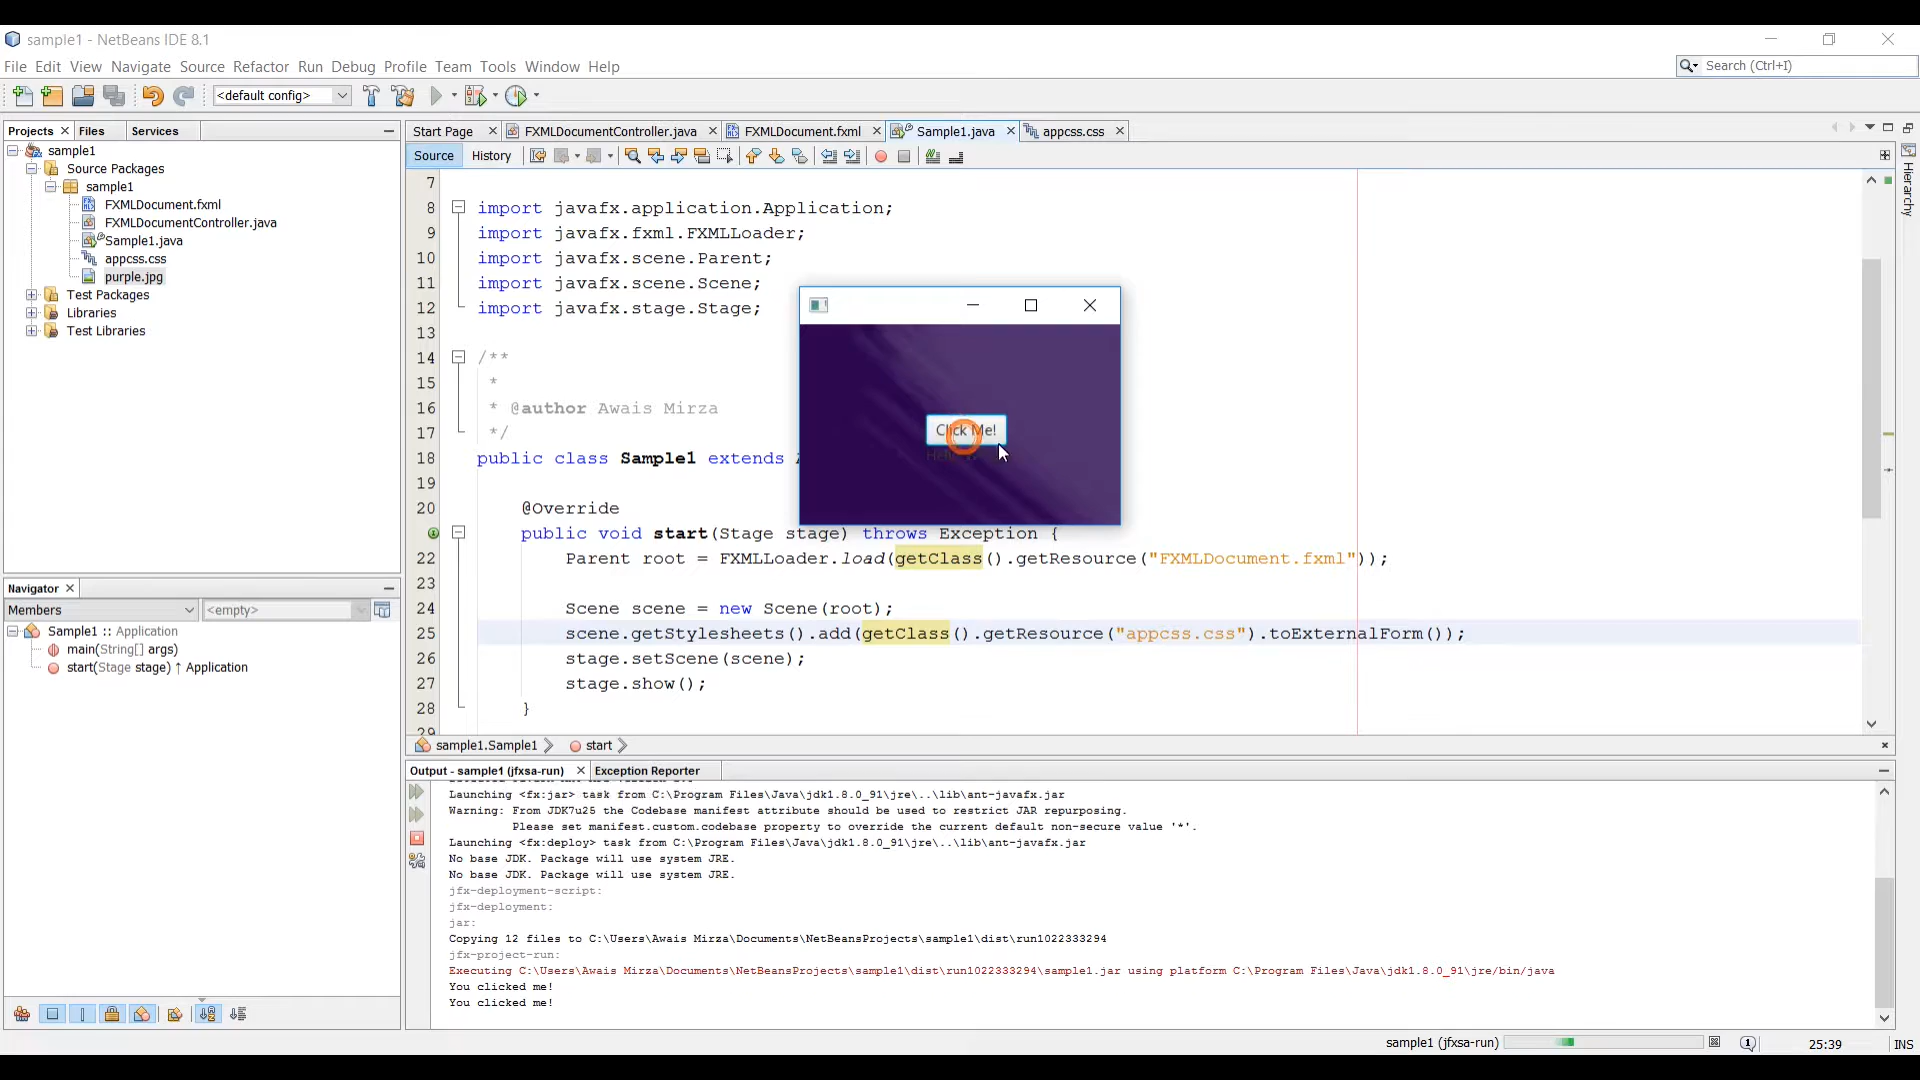 sample1 - NetBeans IDE 8.1
File Edit View Navigate Source Refactor Run Debug Profile Team Tools Window Help
Search (Ctrl+I)
<default config>
Projects Files Services
sample1
Source Packages
sample1
FXMLDocument.fxml
FXMLDocumentController.java
Sample1.java
appcss.css
purple.jpg
Test Packages
Libraries
Test Libraries
Start Page FXMLDocumentController.java FXMLDocument.fxml Sample1.java appcss.css
Source History
Hierarchy
7
8 import javafx.application.Application;
9 import javafx.fxml.FXMLLoader;
10 import javafx.scene.Parent;
11 import javafx.scene.Scene;
12 import javafx.stage.Stage;
13
14 /**
15 *
16 * @author Awais Mirza
17 */
18 public class Sample1 extends
19
20 @Override
public void start(Stage stage) throws Exception {
22 Parent root = FXMLLoader.load(getClass().getResource("FXMLDocument.fxml"));
23
24 Scene scene = new Scene(root);
25 scene.getStylesheets().add(getClass().getResource("appcss.css").toExternalForm());
26 stage.setScene(scene);
27 stage.show();
28 }
29
Click Me!
sample1.Sample1 start
Navigator
Members <empty>
Sample1 :: Application
main(String[] args)
start(Stage stage) ↑ Application
Output - sample1 (jfxsa-run) Exception Reporter
Launching <fx:jar> task from C:\Program Files\Java\jdk1.8.0_91\jre\..\lib\ant-javafx.jar
Warning: From JDK7u25 the Codebase manifest attribute should be used to restrict JAR repurposing.
Please set manifest.custom.codebase property to override the current default non-secure value '*'.
Launching <fx:deploy> task from C:\Program Files\Java\jdk1.8.0_91\jre\..\lib\ant-javafx.jar
No base JDK. Package will use system JRE.
No base JDK. Package will use system JRE.
jfx-deployment-script:
jfx-deployment:
jar:
Copying 12 files to C:\Users\Awais Mirza\Documents\NetBeansProjects\sample1\dist\run1022333294
jfx-project-run:
Executing C:\Users\Awais Mirza\Documents\NetBeansProjects\sample1\dist\run1022333294\sample1.jar using platform C:\Program Files\Java\jdk1.8.0_91\jre/bin/java
You clicked me!
You clicked me!
sample1 (jfxsa-run)
25:39 INS